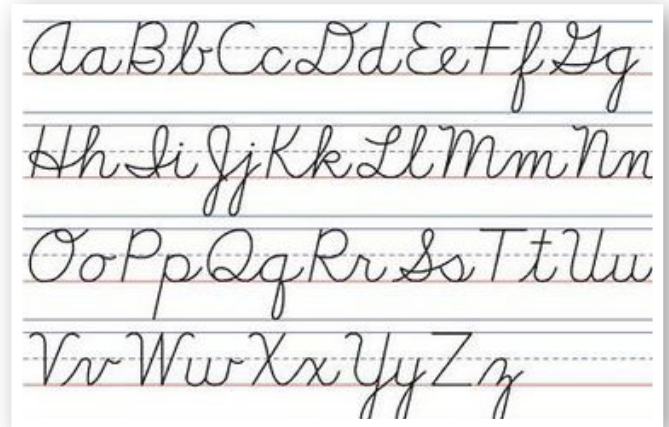 AaBbCcDdEeFfGg
HhIiJjKkLlMmNn
OoPpQqRrSsTtUu
VvWwXxYyZz